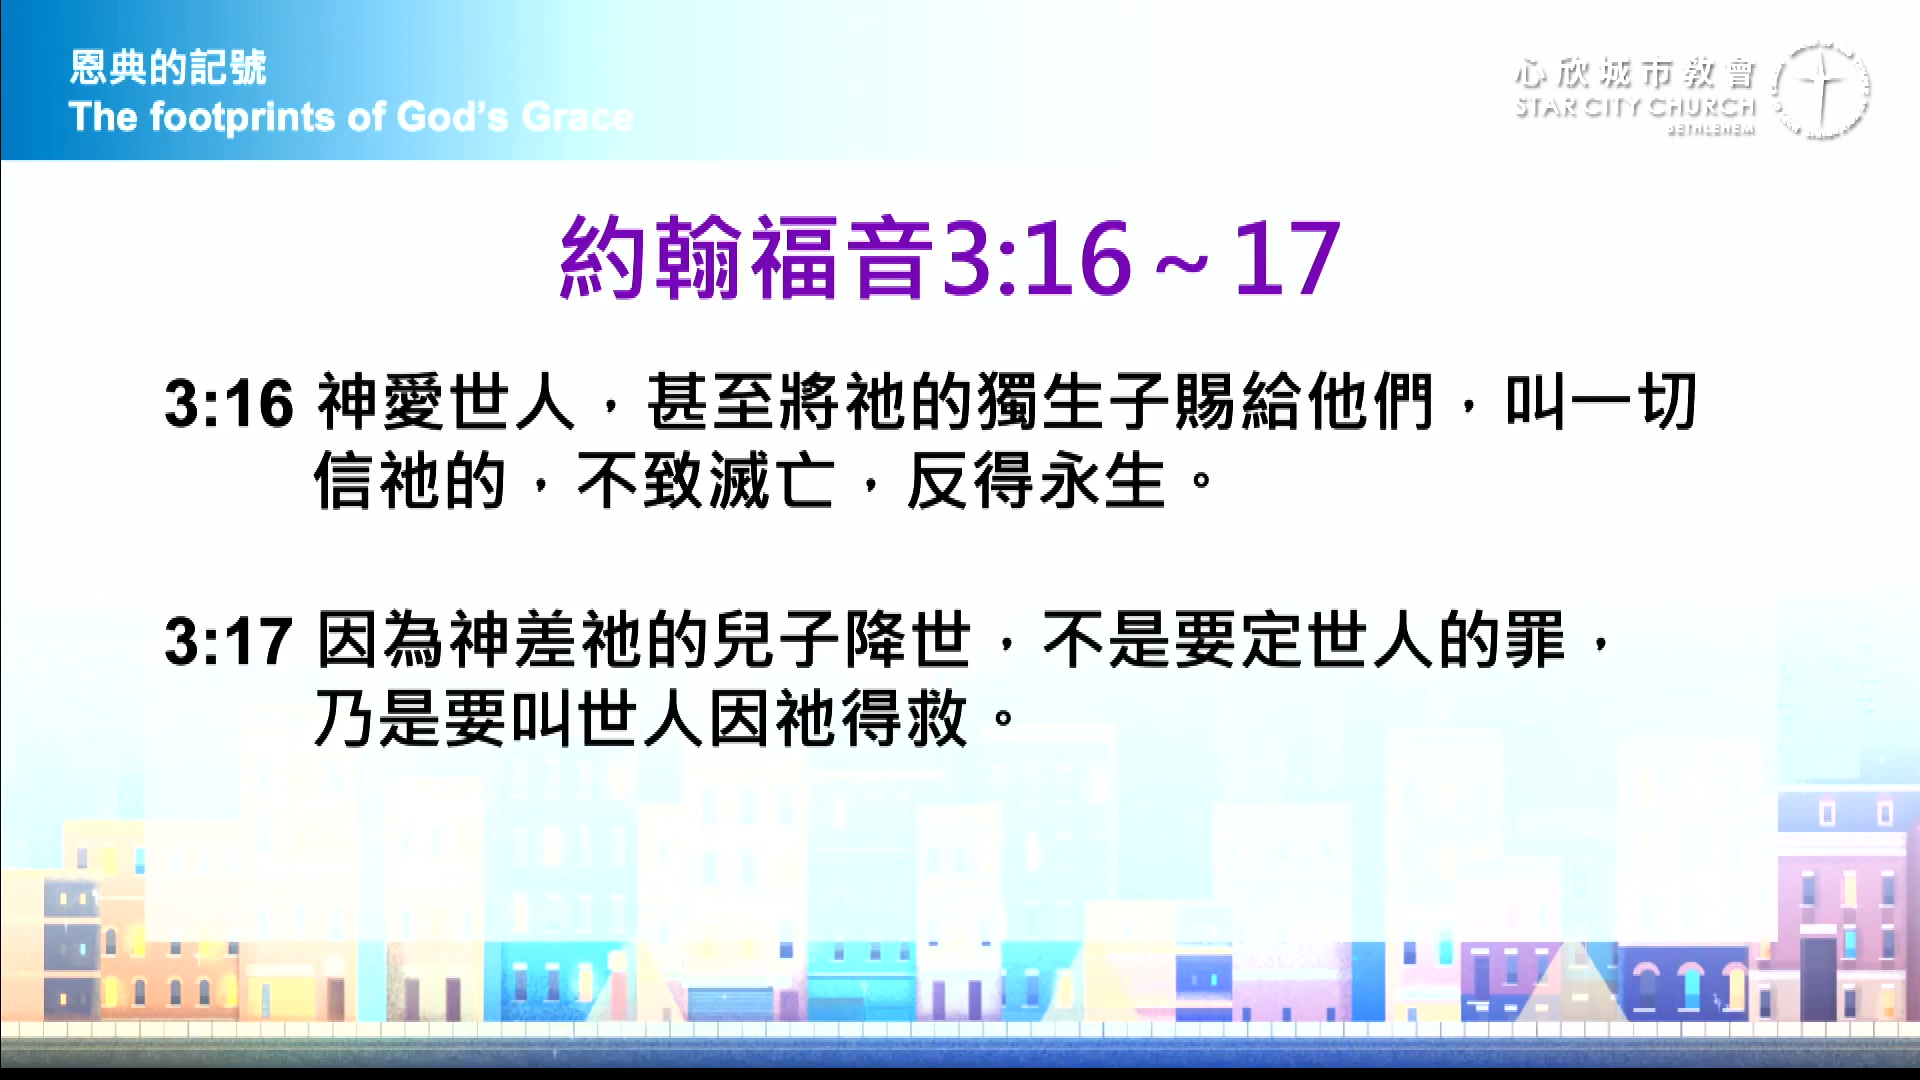 恩典的記號
The footprints of God's Grace
心欣城市教會
STAR CITY CHURCH
BETHLEHEM
約翰福音3:16～17
3:16 神愛世人，甚至將祂的獨生子賜給他們，叫一切
信祂的，不致滅亡，反得永生。
3:17 因為神差祂的兒子降世，不是要定世人的罪，
乃是要叫世人因祂得救。